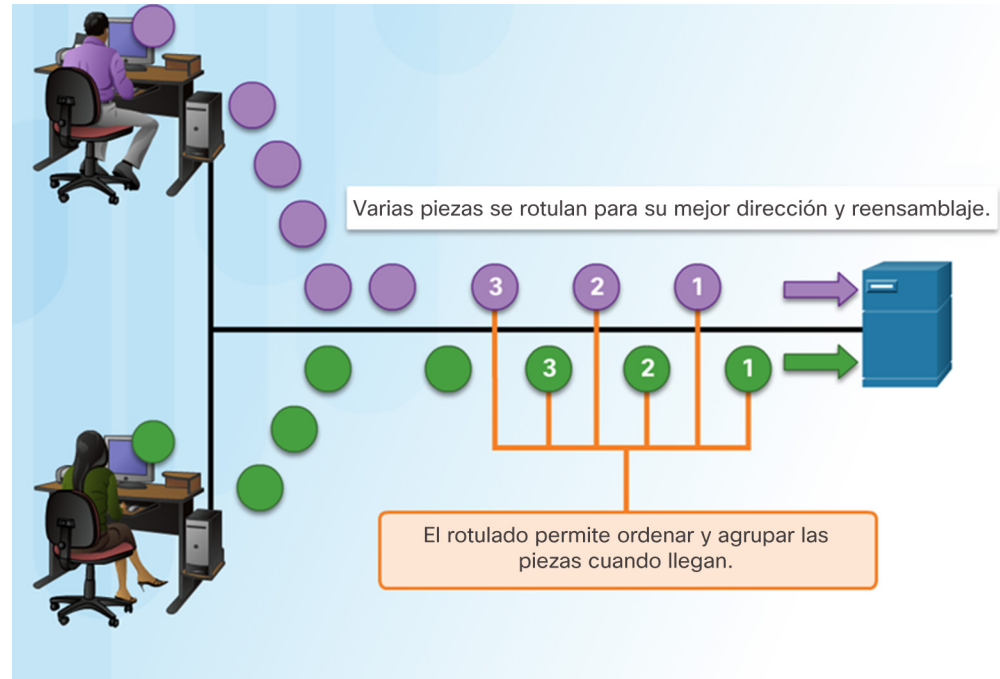 Varias piezas se rotulan para su mejor dirección y reensamblaje.
3 2 1
3 2 1
El rotulado permite ordenar y agrupar las
piezas cuando llegan.